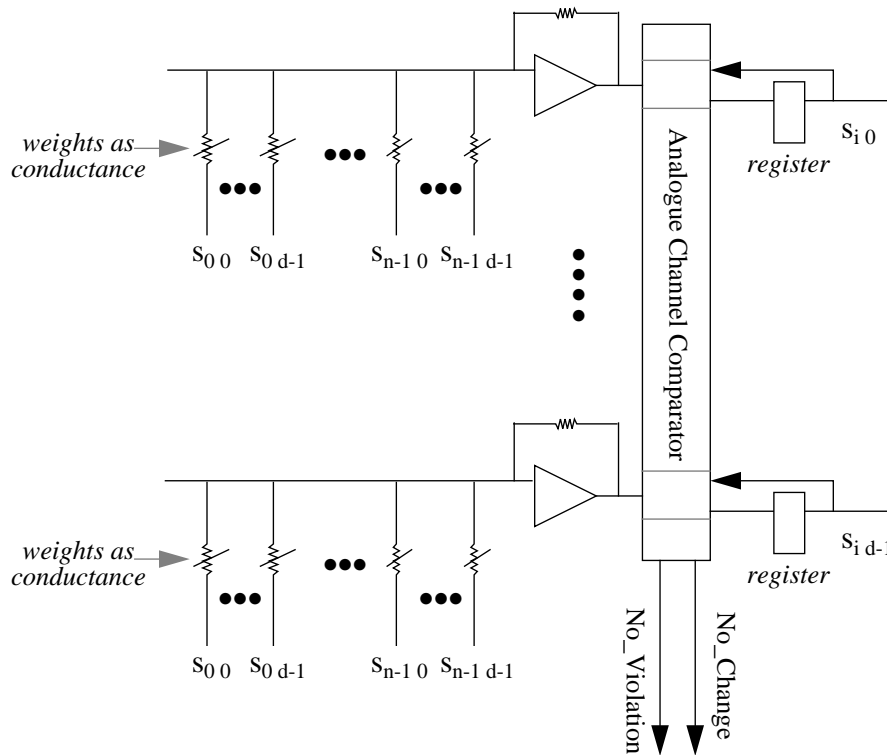 weights as
conductance
s0 0
s0 d-1
sn-1 0
sn-1 d-1
Analogue Channel Comparator
register
si 0
weights as
conductance
s0 0
s0 d-1
sn-1 0
sn-1 d-1
register
si d-1
No_Violation
No_Change